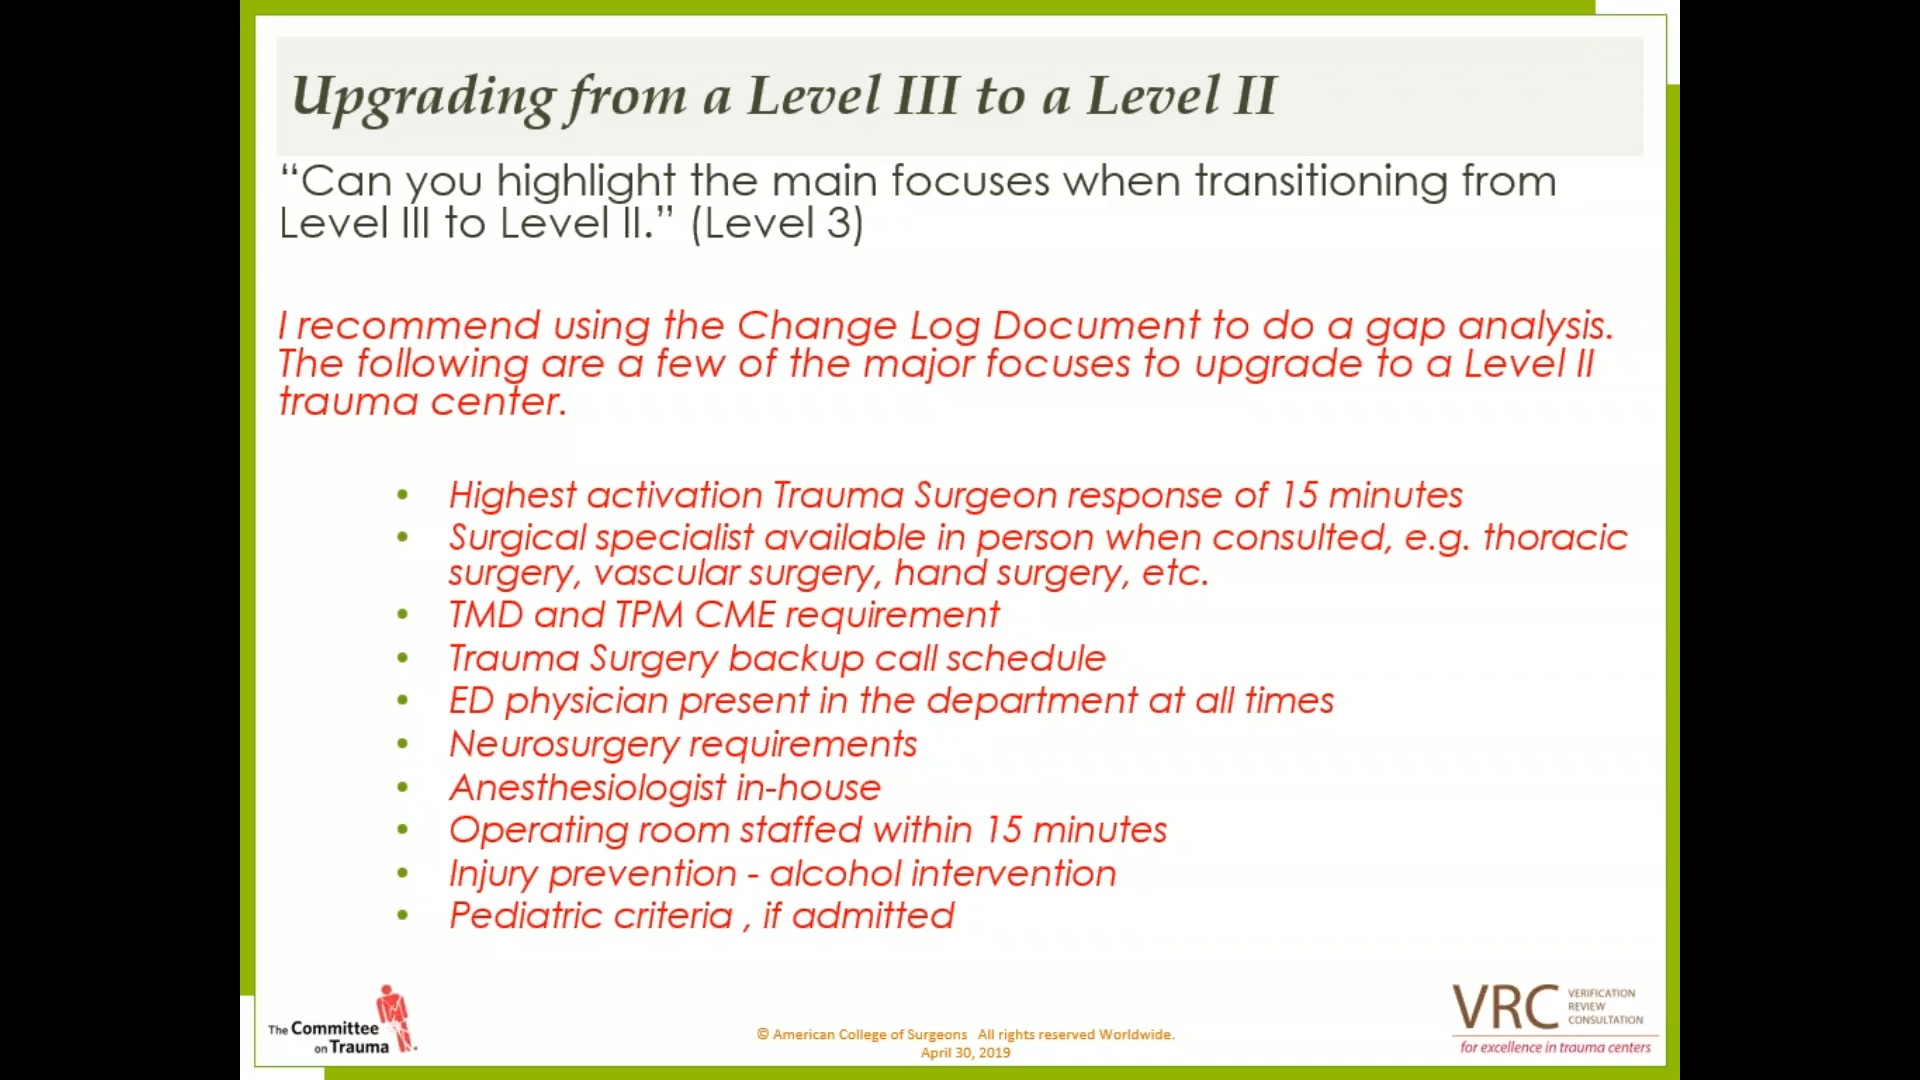 Upgrading from a Level III to a Level II
“Can you highlight the main focuses when transitioning from
Level III to Level II.” (Level 3)
I recommend using the Change Log Document to do a gap analysis.
The following are a few of the major focuses to upgrade to a Level II
trauma center.
• Highest activation Trauma Surgeon response of 15 minutes
• Surgical specialist available in person when consulted, e.g. thoracic
surgery, vascular surgery, hand surgery, etc.
• TMD and TPM CME requirement
• Trauma Surgery backup call schedule
• ED physician present in the department at all times
• Neurosurgery requirements
• Anesthesiologist in-house
• Operating room staffed within 15 minutes
• Injury prevention - alcohol intervention
• Pediatric criteria , if admitted
The Committee
on Trauma
© American College of Surgeons All rights reserved Worldwide.
April 30, 2019
VRC
VERIFICATION
REVIEW
CONSULTATION
for excellence in trauma centers